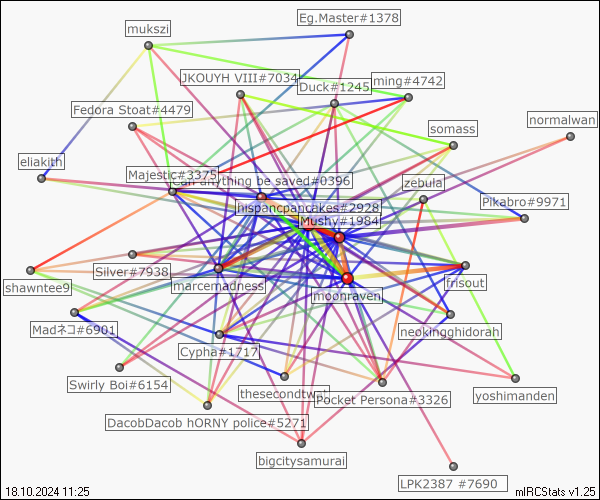 Eg.Master#1378
mukszi
JKOUYH VIII#7034
Duck#1245
ming#4742
Fedora Stoat#4479
normalwan
somass
eliakith
Majestic#3375
Can anything be saved#0396
zebula
Pikabro#9971
hispancpancakes#2928
Mushy#1984
shawntee9
Silver#7938
marcemadness
moonraven
frisout
Madネコ#6901
neokingghidorah
Cypha#1717
Swirly Boi#6154
thesecondtwst
Pocket Persona#3326
yoshimanden
DacobDacob hORNY police#5271
bigcitysamurai
LPK2387 #7690
18.10.2024 11:25
mIRCStats v1.25